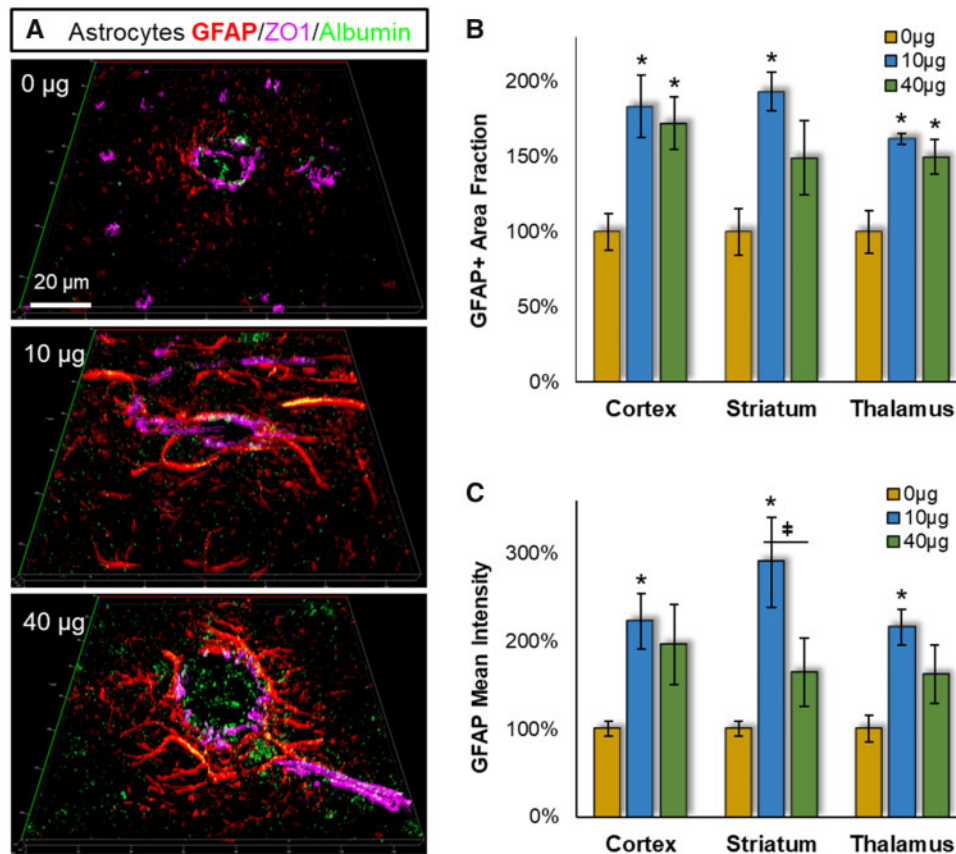 A Astrocytes GFAP/ZO1/Albumin
0 µg
20 µm
10 µg
40 µg
B
GFAP+ Area Fraction
200%
150%
100%
50%
0%
0µg
10µg
40µg
* * * * *
Cortex Striatum Thalamus
C
GFAP Mean Intensity
300%
200%
100%
0%
0µg
10µg
40µg
* * ǂ *
Cortex Striatum Thalamus